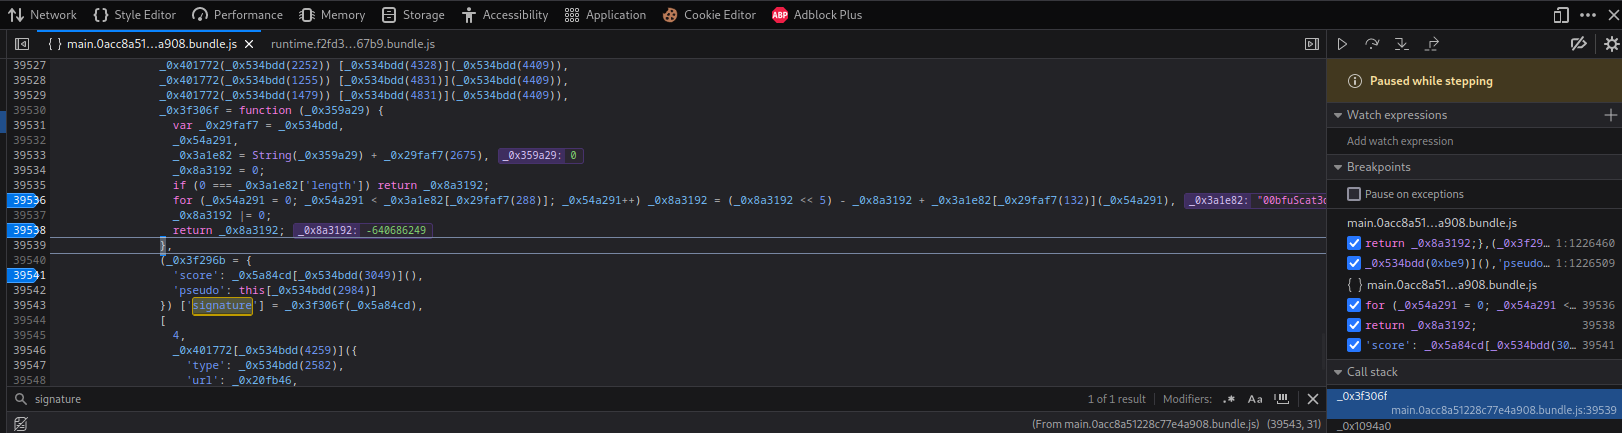 Network Style Editor Performance Memory Storage Accessibility Application Cookie Editor ABP Adblock Plus
{ } main.0acc8a51…a908.bundle.js × runtime.f2fd3…67b9.bundle.js
39527 _0x401772(_0x534bdd(2252)) [_0x534bdd(4328)](_0x534bdd(4409)),
39528 _0x401772(_0x534bdd(1255)) [_0x534bdd(4831)](_0x534bdd(4409)),
39529 _0x401772(_0x534bdd(1479)) [_0x534bdd(4831)](_0x534bdd(4409)),
39530 _0x3f306f = function (_0x359a29) {
39531 var _0x29faf7 = _0x534bdd,
39532 _0x54a291,
39533 _0x3a1e82 = String(_0x359a29) + _0x29faf7(2675), _0x359a29: 0
39534 _0x8a3192 = 0;
39535 if (0 === _0x3a1e82['length']) return _0x8a3192;
39536 for (_0x54a291 = 0; _0x54a291 < _0x3a1e82[_0x29faf7(288)]; _0x54a291++) _0x8a3192 = (_0x8a3192 << 5) - _0x8a3192 + _0x3a1e82[_0x29faf7(132)](_0x54a291), _0x3a1e82: "00bfuScat3c
39537 _0x8a3192 |= 0;
39538 return _0x8a3192; _0x8a3192: -640686249
39539 },
39540 (_0x3f296b = {
39541 'score': _0x5a84cd[_0x534bdd(3049)](),
39542 'pseudo': this[_0x534bdd(2984)]
39543 }) ['signature'] = _0x3f306f(_0x5a84cd),
39544 [
39545 4,
39546 _0x401772[_0x534bdd(4259)]({
39547 'type': _0x534bdd(2582),
39548 'url': _0x20fb46,
signature 1 of 1 result Modifiers: .* Aa
(From main.0acc8a51228c77e4a908.bundle.js) (39543, 31)
Paused while stepping
Watch expressions
Add watch expression
Breakpoints
Pause on exceptions
main.0acc8a51…a908.bundle.js
return _0x8a3192;},(_0x3f29… 1:1226460
_0x534bdd(0xbe9)](),'pseudo… 1:1226509
{ } main.0acc8a51…a908.bundle.js
for (_0x54a291 = 0; _0x54a291 <… 39536
return _0x8a3192; 39538
'score': _0x5a84cd[_0x534bdd(30… 39541
Call stack
_0x3f306f
main.0acc8a51228c77e4a908.bundle.js:39539
_0x1094a0